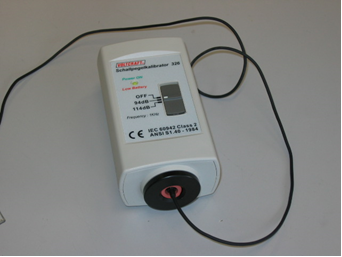 VOLTCRAFT
Schallpegelkalibrator 326
Power ON
Low Battery
OFF
94dB
114dB
Frequency: 1KHz
CE IEC 60942 Class 2
ANSI S1.40 - 1984